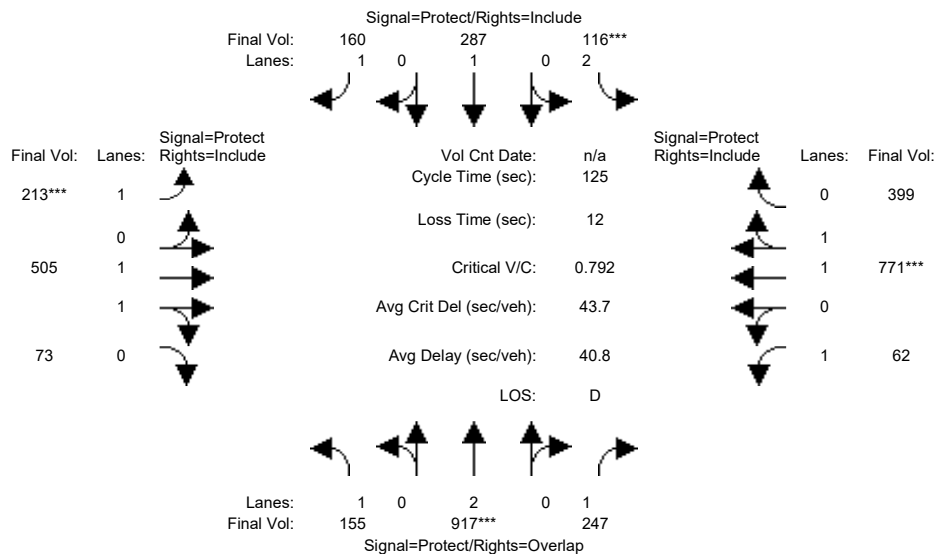 Signal=Protect/Rights=Include
Final Vol: 160 287 116***
Lanes: 1 0 1 0 2
Signal=Protect
Final Vol: Lanes: Rights=Include
Vol Cnt Date: n/a
Signal=Protect
Rights=Include Lanes: Final Vol:
Cycle Time (sec): 125
213*** 1
0 399
Loss Time (sec): 12
0
1
505 1
Critical V/C: 0.792
1 771***
1
Avg Crit Del (sec/veh): 43.7
0
73 0
Avg Delay (sec/veh): 40.8
1 62
LOS: D
Lanes: 1 0 2 0 1
Final Vol: 155 917*** 247
Signal=Protect/Rights=Overlap